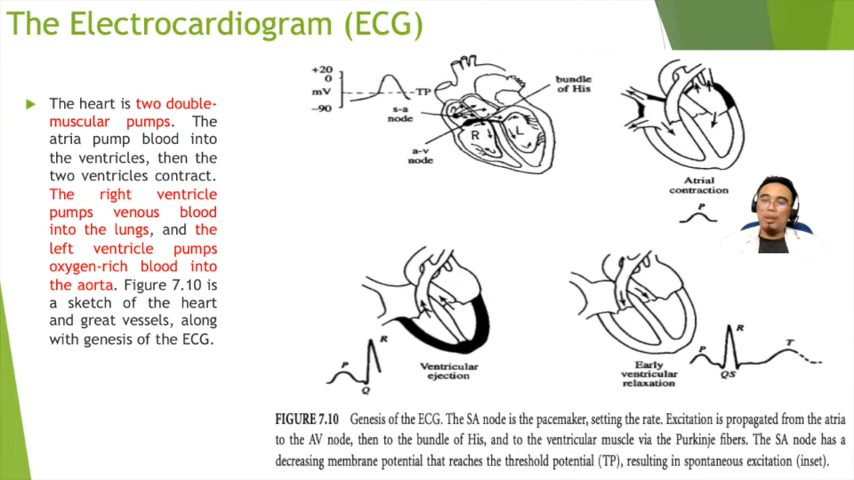 The Electrocardiogram (ECG)
The heart is two double-
muscular pumps. The
atria pump blood into
the ventricles, then the
two ventricles contract.
The right ventricle
pumps venous blood
into the lungs, and the
left ventricle pumps
oxygen-rich blood into
the aorta. Figure 7.10 is
a sketch of the heart
and great vessels, along
with genesis of the ECG.
+20
0
mV
-90
TP
s-a
node
a-v
node
bundle
of His
R
L
Atrial
contraction
P
P
Q
R
Ventricular
ejection
Early
ventricular
relaxation
P
R
QS
T
FIGURE 7.10 Genesis of the ECG. The SA node is the pacemaker, setting the rate. Excitation is propagated from the atria
to the AV node, then to the bundle of His, and to the ventricular muscle via the Purkinje fibers. The SA node has a
decreasing membrane potential that reaches the threshold potential (TP), resulting in spontaneous excitation (inset).